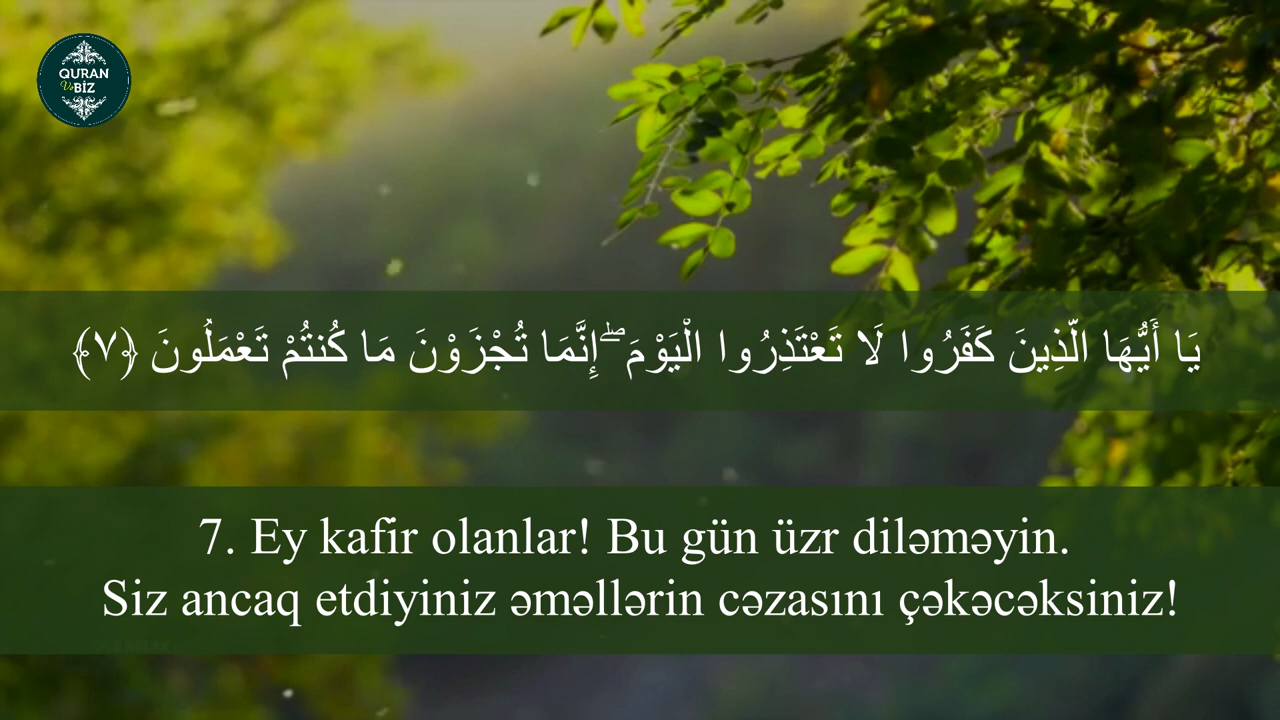 QURAN
Və BİZ
يَا أَيُّهَا الَّذِينَ كَفَرُوا لَا تَعْتَذِرُوا الْيَوْمَ ۖ إِنَّمَا تُجْزَوْنَ مَا كُنتُمْ تَعْمَلُونَ ﴿٧﴾
7. Ey kafir olanlar! Bu gün üzr diləməyin.
Siz ancaq etdiyiniz əməllərin cəzasını çəkəcəksiniz!